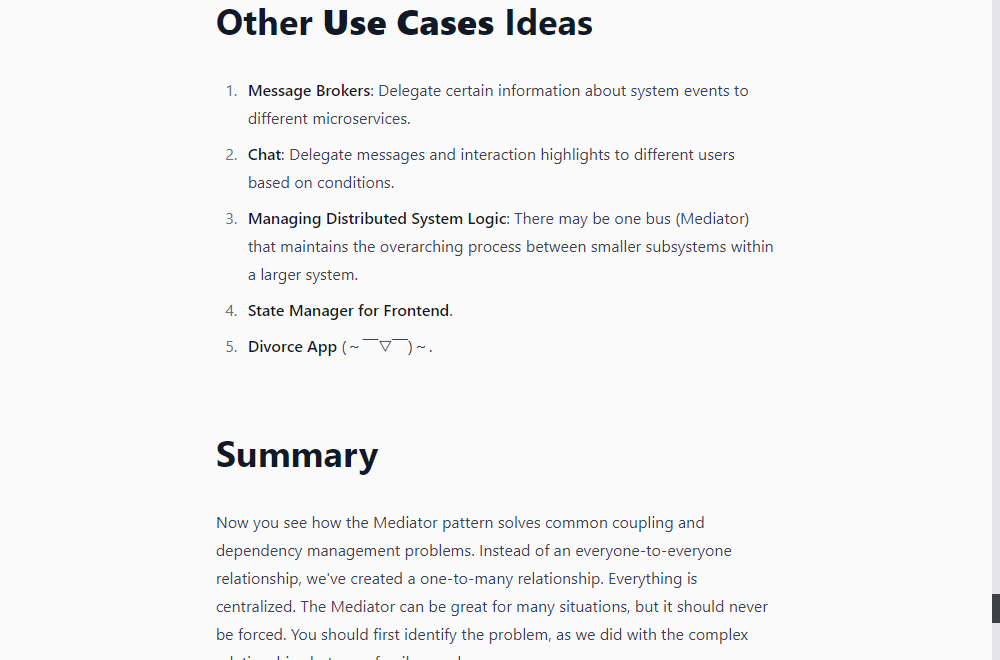 Other Use Cases Ideas
1. Message Brokers: Delegate certain information about system events to
different microservices.
2. Chat: Delegate messages and interaction highlights to different users
based on conditions.
3. Managing Distributed System Logic: There may be one bus (Mediator)
that maintains the overarching process between smaller subsystems within
a larger system.
4. State Manager for Frontend.
5. Divorce App (～￣▽￣)～.
Summary
Now you see how the Mediator pattern solves common coupling and
dependency management problems. Instead of an everyone-to-everyone
relationship, we've created a one-to-many relationship. Everything is
centralized. The Mediator can be great for many situations, but it should never
be forced. You should first identify the problem, as we did with the complex